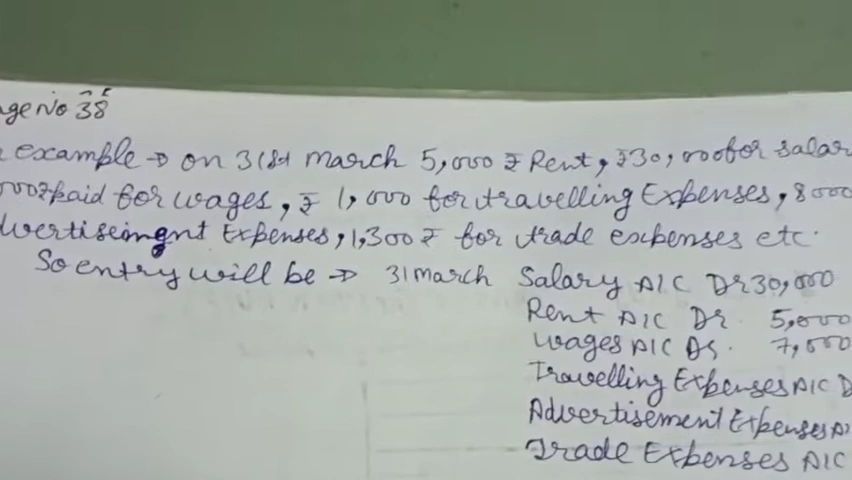 ge No 38
example → on 31st march 5,000 ₹ Rent, ₹30,000 for salar
000₹ paid for wages, ₹ 1,000 for travelling Expenses, 8000
dvertisement Expenses, 1,300₹ for trade expenses etc.
So entry will be → 31 march Salary A/C Dr 30,000
Rent A/C Dr. 5,000
wages A/C Dr. 7,000
Travelling Expenses A/C D
Advertisement Expenses A/
Trade Expenses A/C